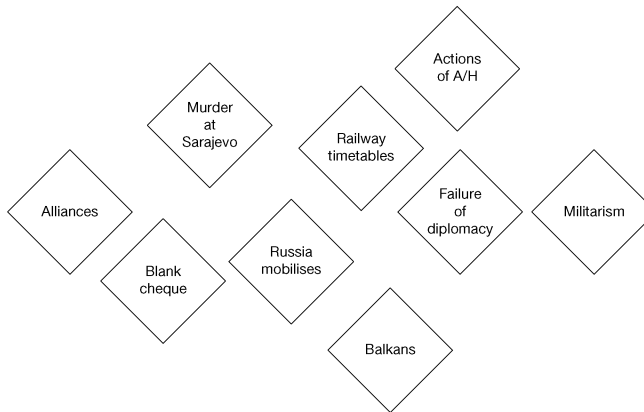 Actions
of A/H
Murder
at
Sarajevo
Railway
timetables
Alliances
Failure
of
diplomacy
Militarism
Blank
cheque
Russia
mobilises
Balkans